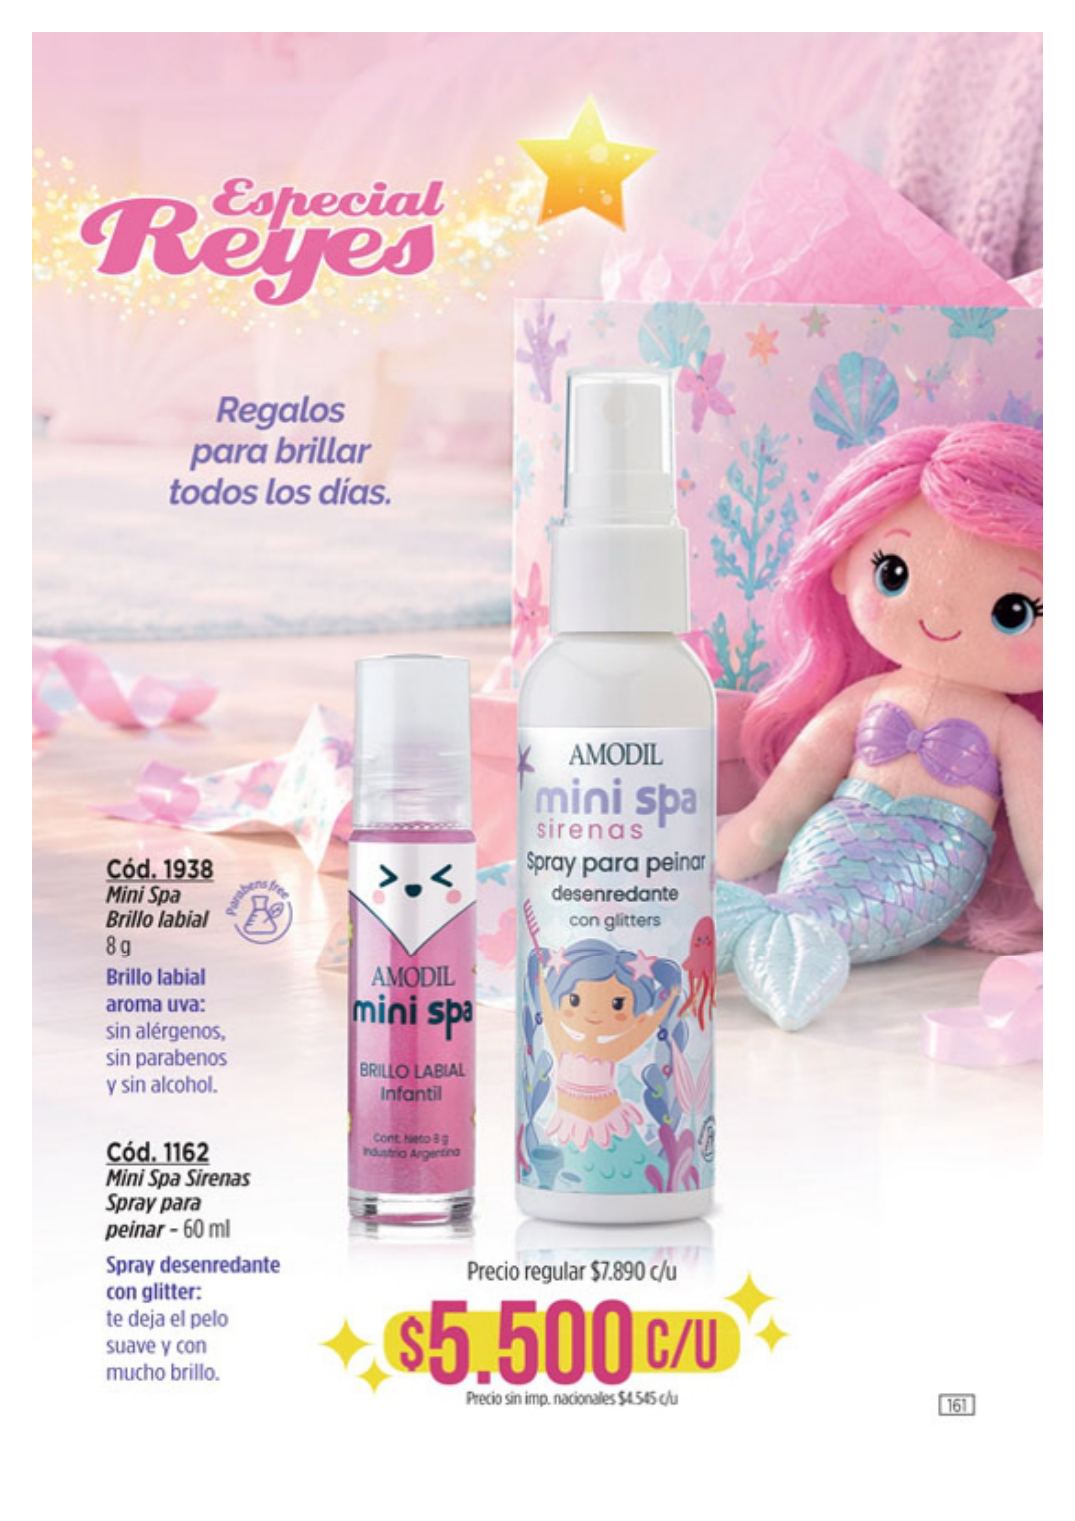 Especial
Reyes
Regalos
para brillar
todos los días.
AMODIL
mini spa
sirenas
Spray para peinar
desenredante
con glitters
AMODIL
mini spa
BRILLO LABIAL
Infantil
Cont. Neto 8 g
Industria Argentina
Cód. 1938
Mini Spa
Brillo labial
8 g
Parabens free
Brillo labial
aroma uva:
sin alérgenos,
sin parabenos
y sin alcohol.
Cód. 1162
Mini Spa Sirenas
Spray para
peinar - 60 ml
Spray desenredante
con glitter:
te deja el pelo
suave y con
mucho brillo.
Precio regular $7.890 c/u
$5.500 C/U
Precio sin imp. nacionales $4.545 c/u
161